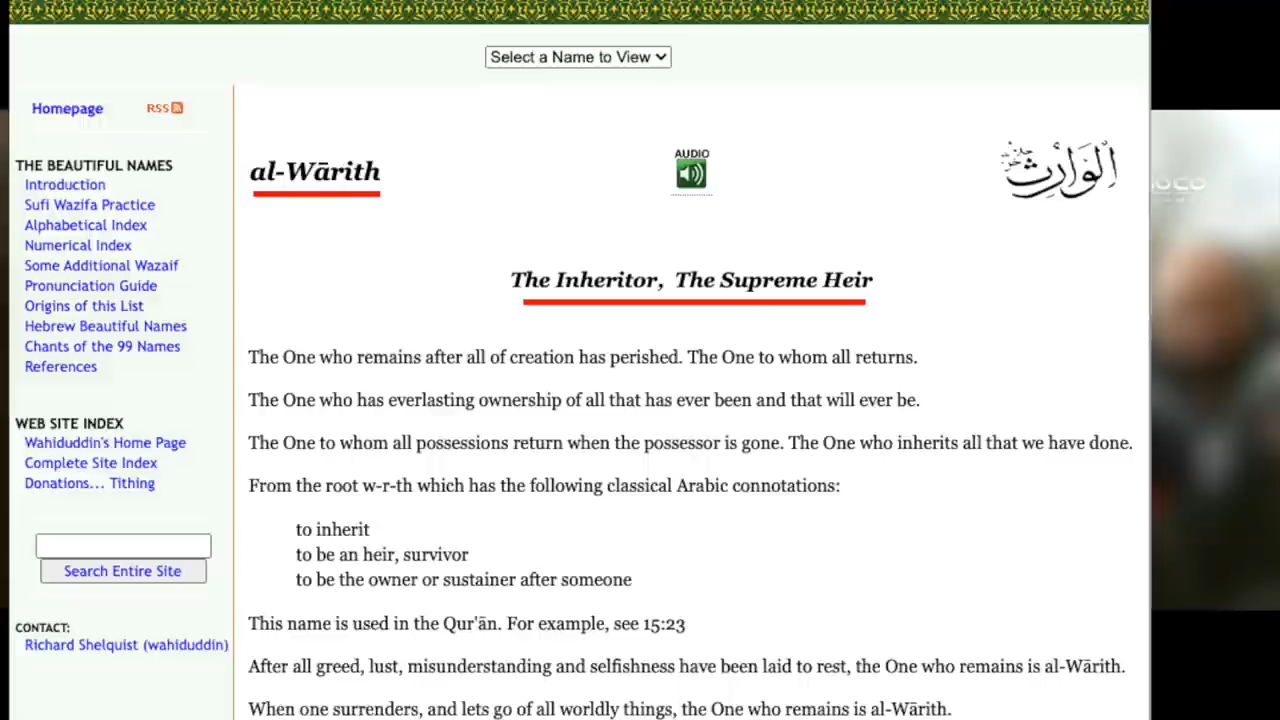 Select a Name to View
Homepage
RSS
THE BEAUTIFUL NAMES
Introduction
Sufi Wazifa Practice
Alphabetical Index
Numerical Index
Some Additional Wazaif
Pronunciation Guide
Origins of this List
Hebrew Beautiful Names
Chants of the 99 Names
References
WEB SITE INDEX
Wahiduddin's Home Page
Complete Site Index
Donations... Tithing
Search Entire Site
CONTACT:
Richard Shelquist (wahiduddin)
al-Wārith
AUDIO
الْوَارِثُ
The Inheritor, The Supreme Heir
The One who remains after all of creation has perished. The One to whom all returns.
The One who has everlasting ownership of all that has ever been and that will ever be.
The One to whom all possessions return when the possessor is gone. The One who inherits all that we have done.
From the root w-r-th which has the following classical Arabic connotations:
to inherit
to be an heir, survivor
to be the owner or sustainer after someone
This name is used in the Qur'ān. For example, see 15:23
After all greed, lust, misunderstanding and selfishness have been laid to rest, the One who remains is al-Wārith.
When one surrenders, and lets go of all worldly things, the One who remains is al-Wārith.